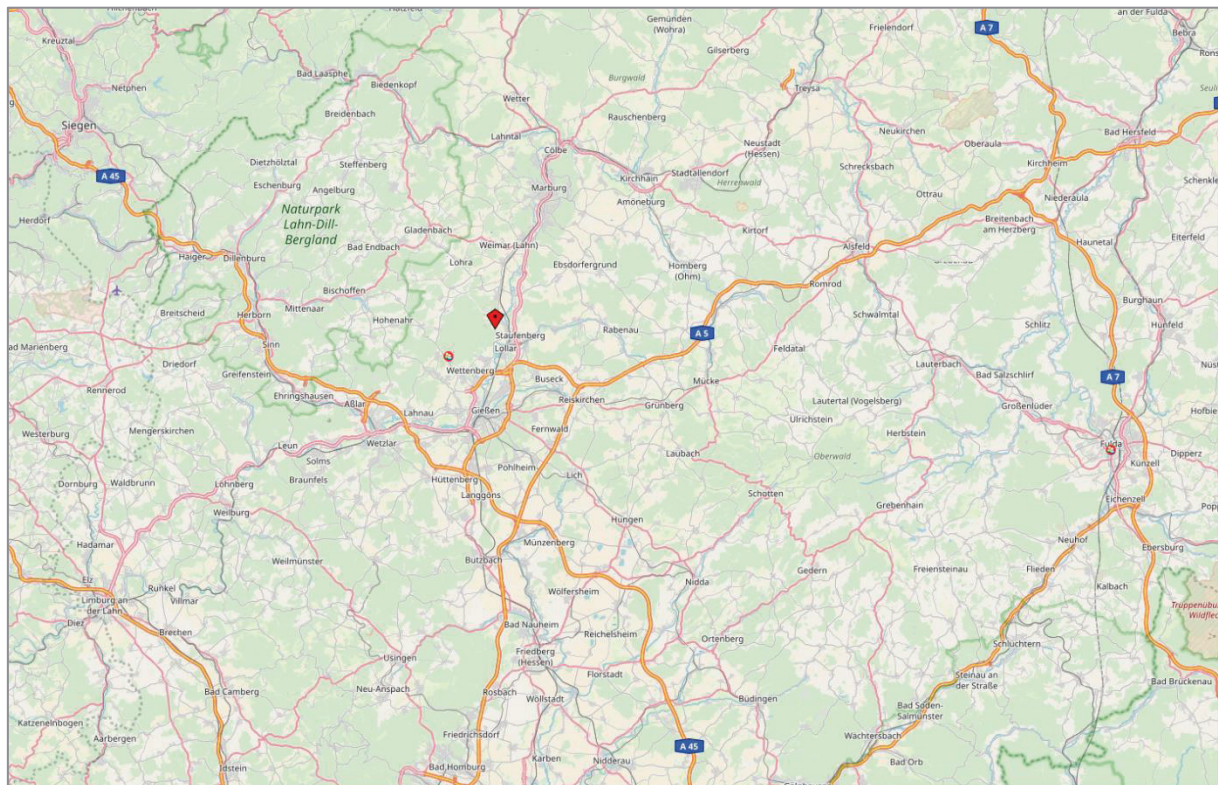 Kreuztal
Netphen
Siegen
A 45
Herdorf
Haiger
Dillenburg
Dietzhölztal
Eschenburg
Steffenberg
Angelburg
Naturpark
Lahn-Dill-
Bergland
Bad Laasphe
Biedenkopf
Breidenbach
Bad Endbach
Gladenbach
Bischoffen
Mittenaar
Herborn
Breitscheid
Sinn
Driedorf
Greifenstein
Rennerod
Mengerskirchen
Westerburg
Ehringshausen
Aßlar
Lahnau
Wetzlar
Leun
Solms
Braunfels
Waldbrunn
Dornburg
Löhnberg
Weilburg
Hadamar
Elz
Limburg an
der Lahn
Diez
Runkel
Villmar
Brechen
Weilmünster
Bad Camberg
Katzenelnbogen
Aarbergen
Idstein
Usingen
Neu-Anspach
Gemünden
(Wohra)
Gilserberg
Burgwald
Wetter
Rauschenberg
Lahntal
Cölbe
Marburg
Kirchhain
Stadtallendorf
Neustadt
(Hessen)
Herrenwald
Amöneburg
Weimar (Lahn)
Lohra
Ebsdorfergrund
Kirtorf
Homberg
(Ohm)
Hohenahr
Staufenberg
Lollar
Rabenau
Wettenberg
Buseck
Gießen
Reiskirchen
Grünberg
Mücke
A 5
Fernwald
Pohlheim
Lich
Laubach
Hüttenberg
Langgöns
Hungen
Schotten
Butzbach
Münzenberg
Wölfersheim
Nidda
Bad Nauheim
Reichelsheim
Friedberg
(Hessen)
Florstadt
Ortenberg
Rosbach
Wöllstadt
Büdingen
Friedrichsdorf
Bad Homburg
Karben
Nidderau
A 45
Frielendorf
Treysa
Neukirchen
Oberaula
Schrecksbach
Ottrau
Alsfeld
Romrod
Schwalmtal
Feldatal
Lauterbach
Lautertal (Vogelsberg)
Ulrichstein
Oberwald
Herbstein
Grebenhain
Gedern
Freiensteinau
A 7
an der Fulda
Bebra
Bad Hersfeld
Kirchheim
Niederaula
Breitenbach
am Herzberg
Haunetal
Eiterfeld
Burghaun
Hünfeld
Schlitz
Bad Salzschlirf
Großenlüder
A 7
Fulda
Künzell
Dipperz
Eichenzell
Neuhof
Ebersburg
Flieden
Kalbach
Schlüchtern
Steinau an
der Straße
Bad Soden-
Salmünster
Wächtersbach
Bad Orb
Bad Brückenau